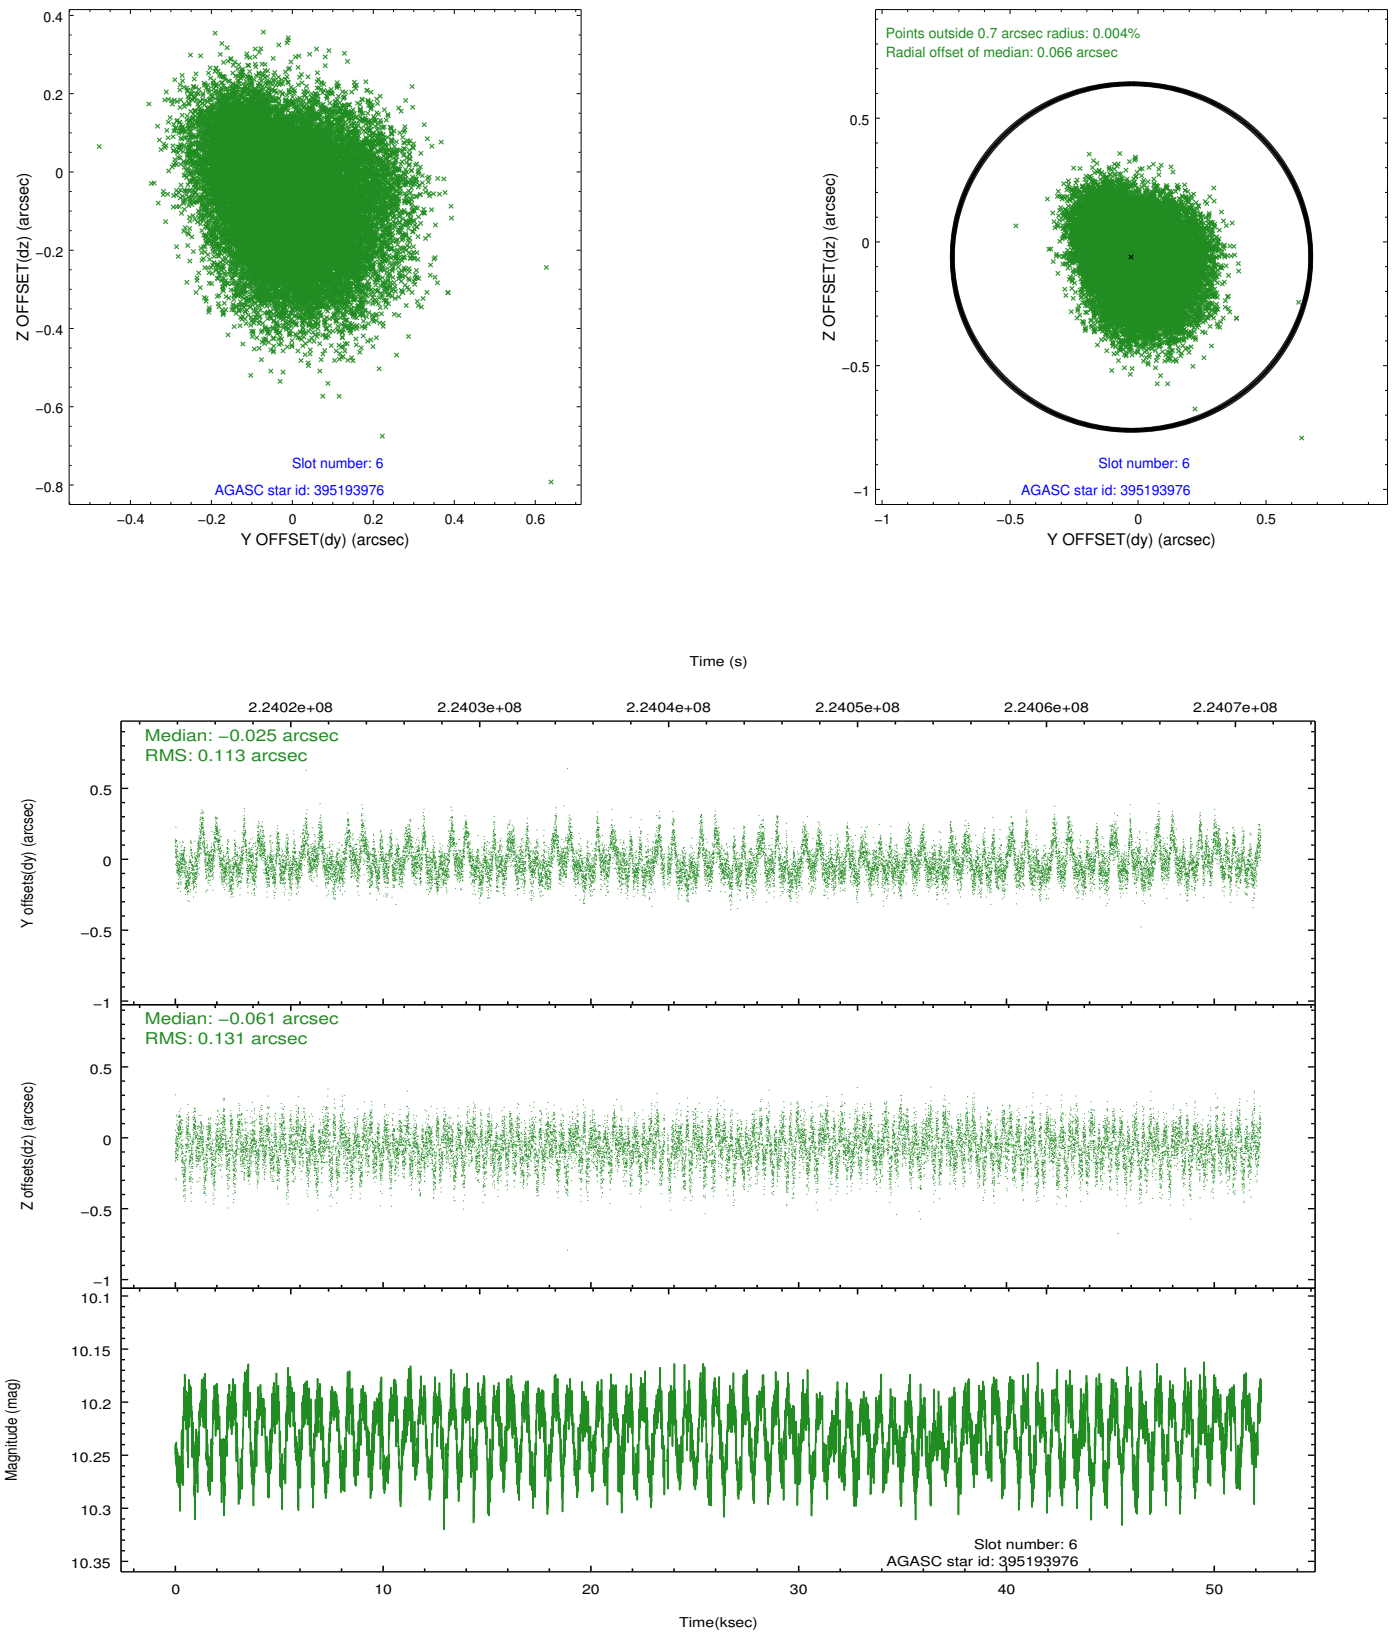 0.4
0.2
0
−0.2
−0.4
−0.6
−0.8
Z OFFSET(dz) (arcsec)
Slot number: 6
AGASC star id: 395193976
−0.4 −0.2 0 0.2 0.4 0.6
Y OFFSET(dy) (arcsec)
Points outside 0.7 arcsec radius: 0.004%
Radial offset of median: 0.066 arcsec
0.5
0
−0.5
−1
Z OFFSET(dz) (arcsec)
Slot number: 6
AGASC star id: 395193976
−1 −0.5 0 0.5
Y OFFSET(dy) (arcsec)
Time (s)
2.2402e+08 2.2403e+08 2.2404e+08 2.2405e+08 2.2406e+08 2.2407e+08
Median: −0.025 arcsec
RMS: 0.113 arcsec
0.5
0
−0.5
−1
Y offsets(dy) (arcsec)
Median: −0.061 arcsec
RMS: 0.131 arcsec
0.5
0
−0.5
−1
Z offsets(dz) (arcsec)
10.1
10.15
10.2
10.25
10.3
10.35
Magnitude (mag)
Slot number: 6
AGASC star id: 395193976
0 10 20 30 40 50
Time(ksec)